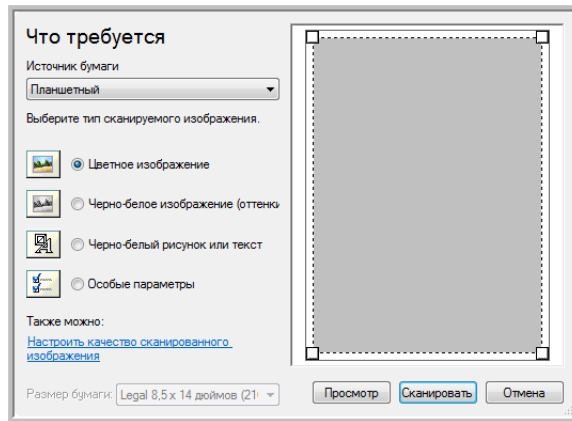 Что требуется
Источник бумаги
Планшетный
Выберите тип сканируемого изображения.
Цветное изображение
Черно-белое изображение (оттенки
Черно-белый рисунок или текст
Особые параметры
Также можно:
Настроить качество сканированного
изображения
Размер бумаги: Legal 8,5 x 14 дюймов (21
Просмотр Сканировать Отмена